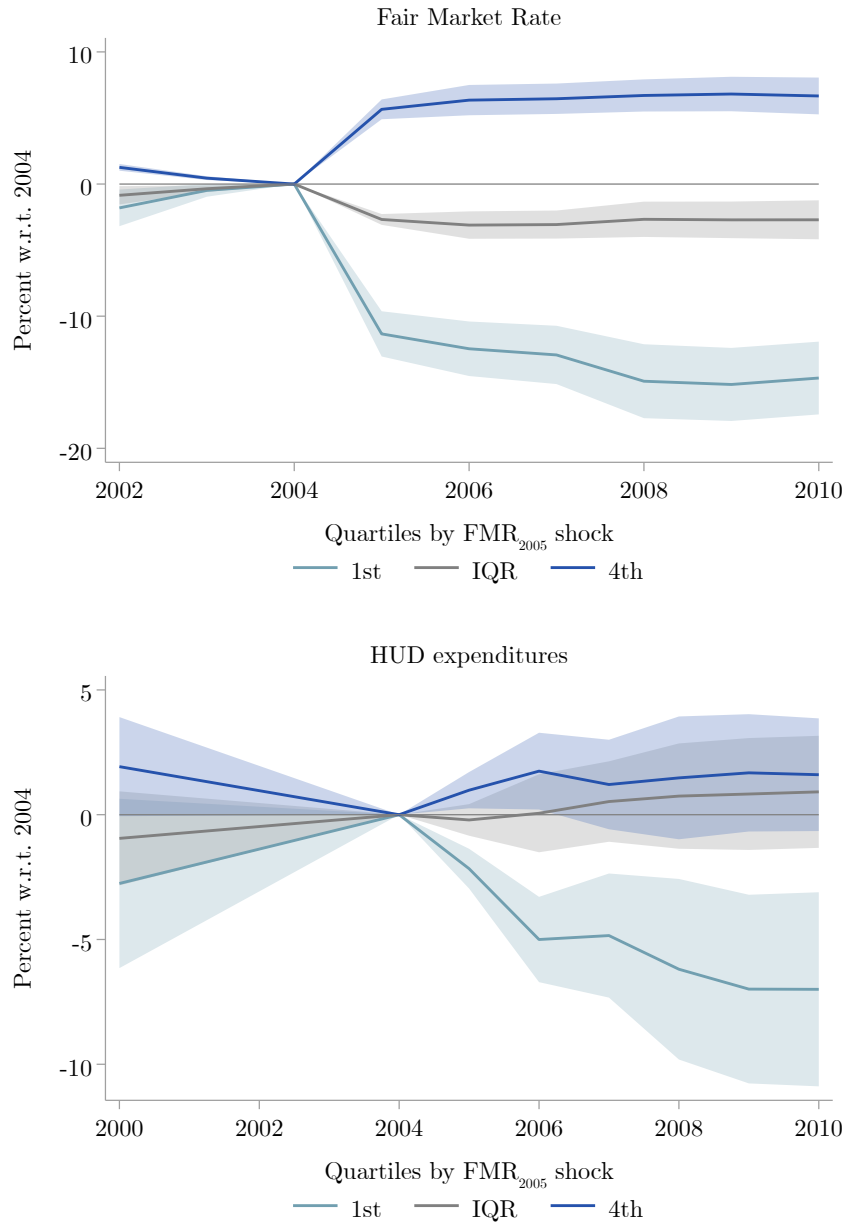 Fair Market Rate
Percent w.r.t. 2004
10
0
-10
-20
2002 2004 2006 2008 2010
Quartiles by FMR₂₀₀₅ shock
1st IQR 4th
HUD expenditures
Percent w.r.t. 2004
5
0
-5
-10
2000 2002 2004 2006 2008 2010
Quartiles by FMR₂₀₀₅ shock
1st IQR 4th